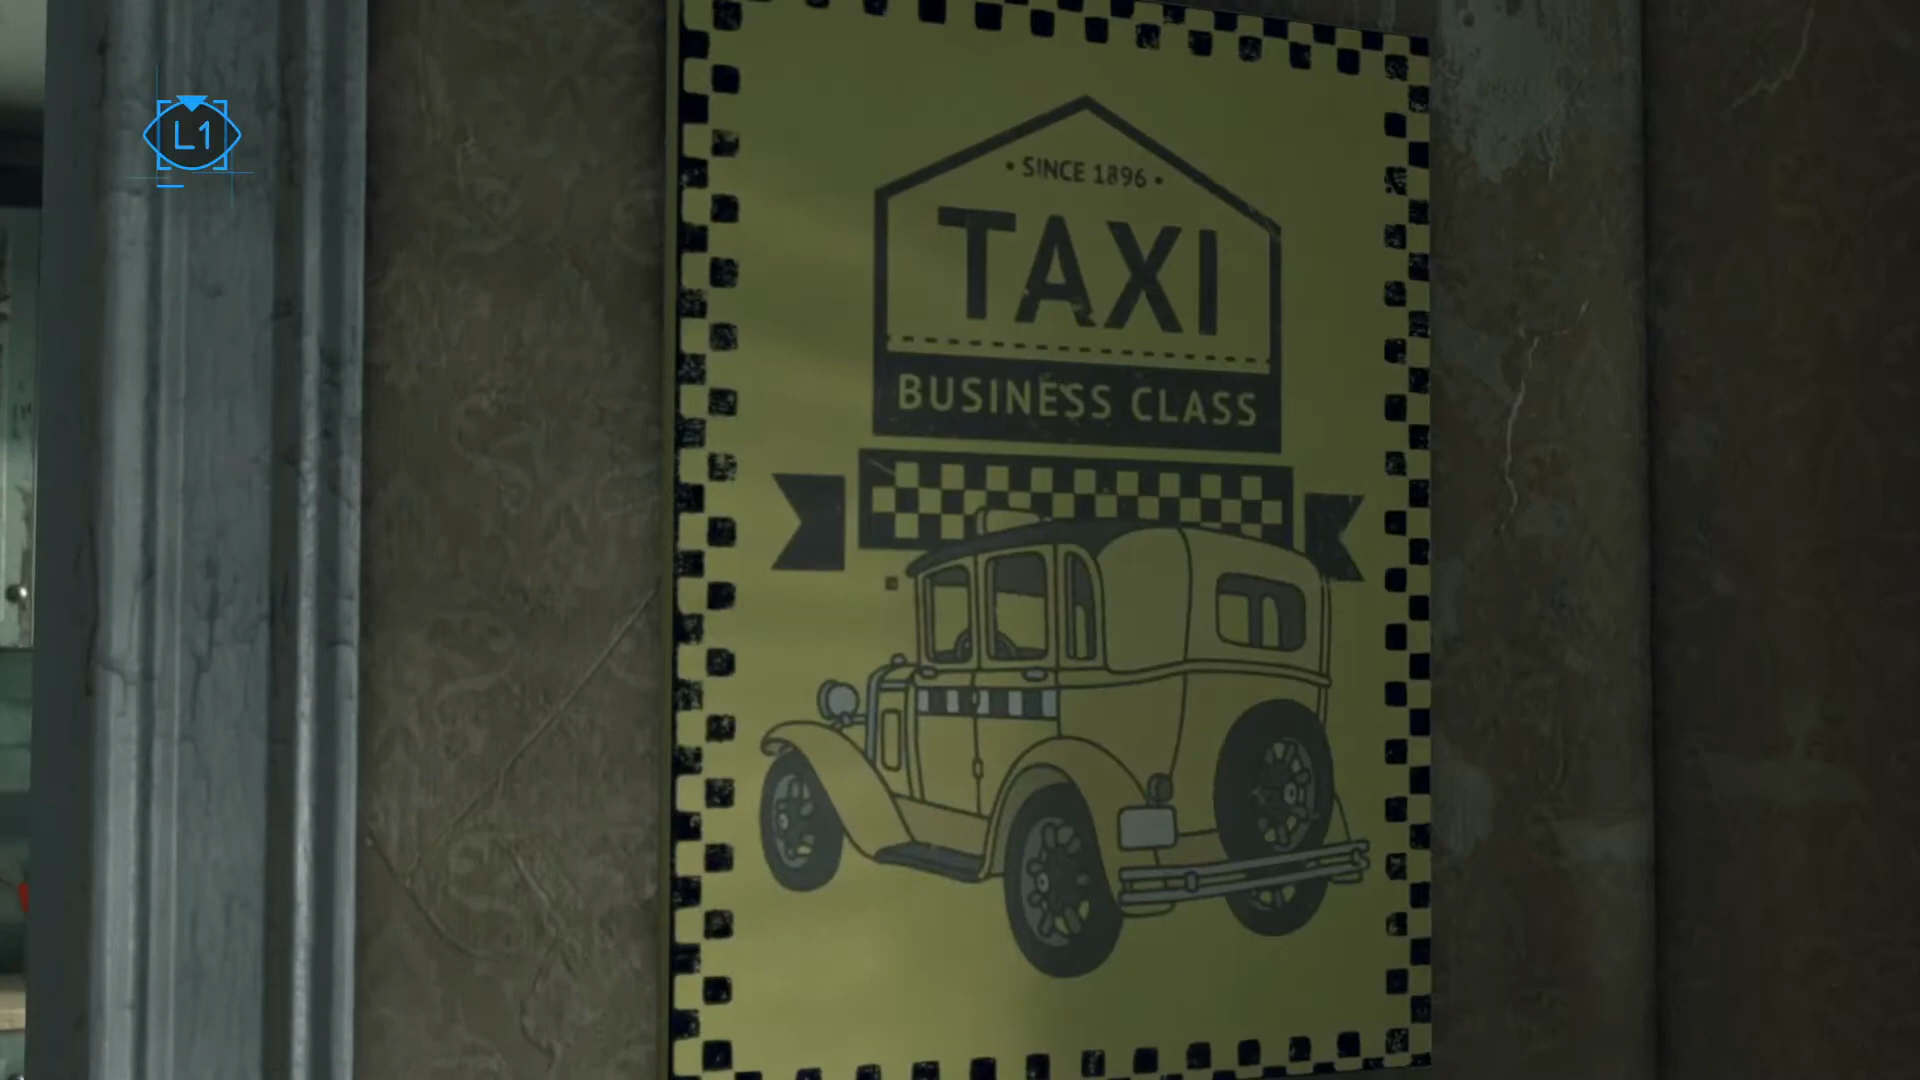 L1
• SINCE 1896 •
TAXI
BUSINESS CLASS